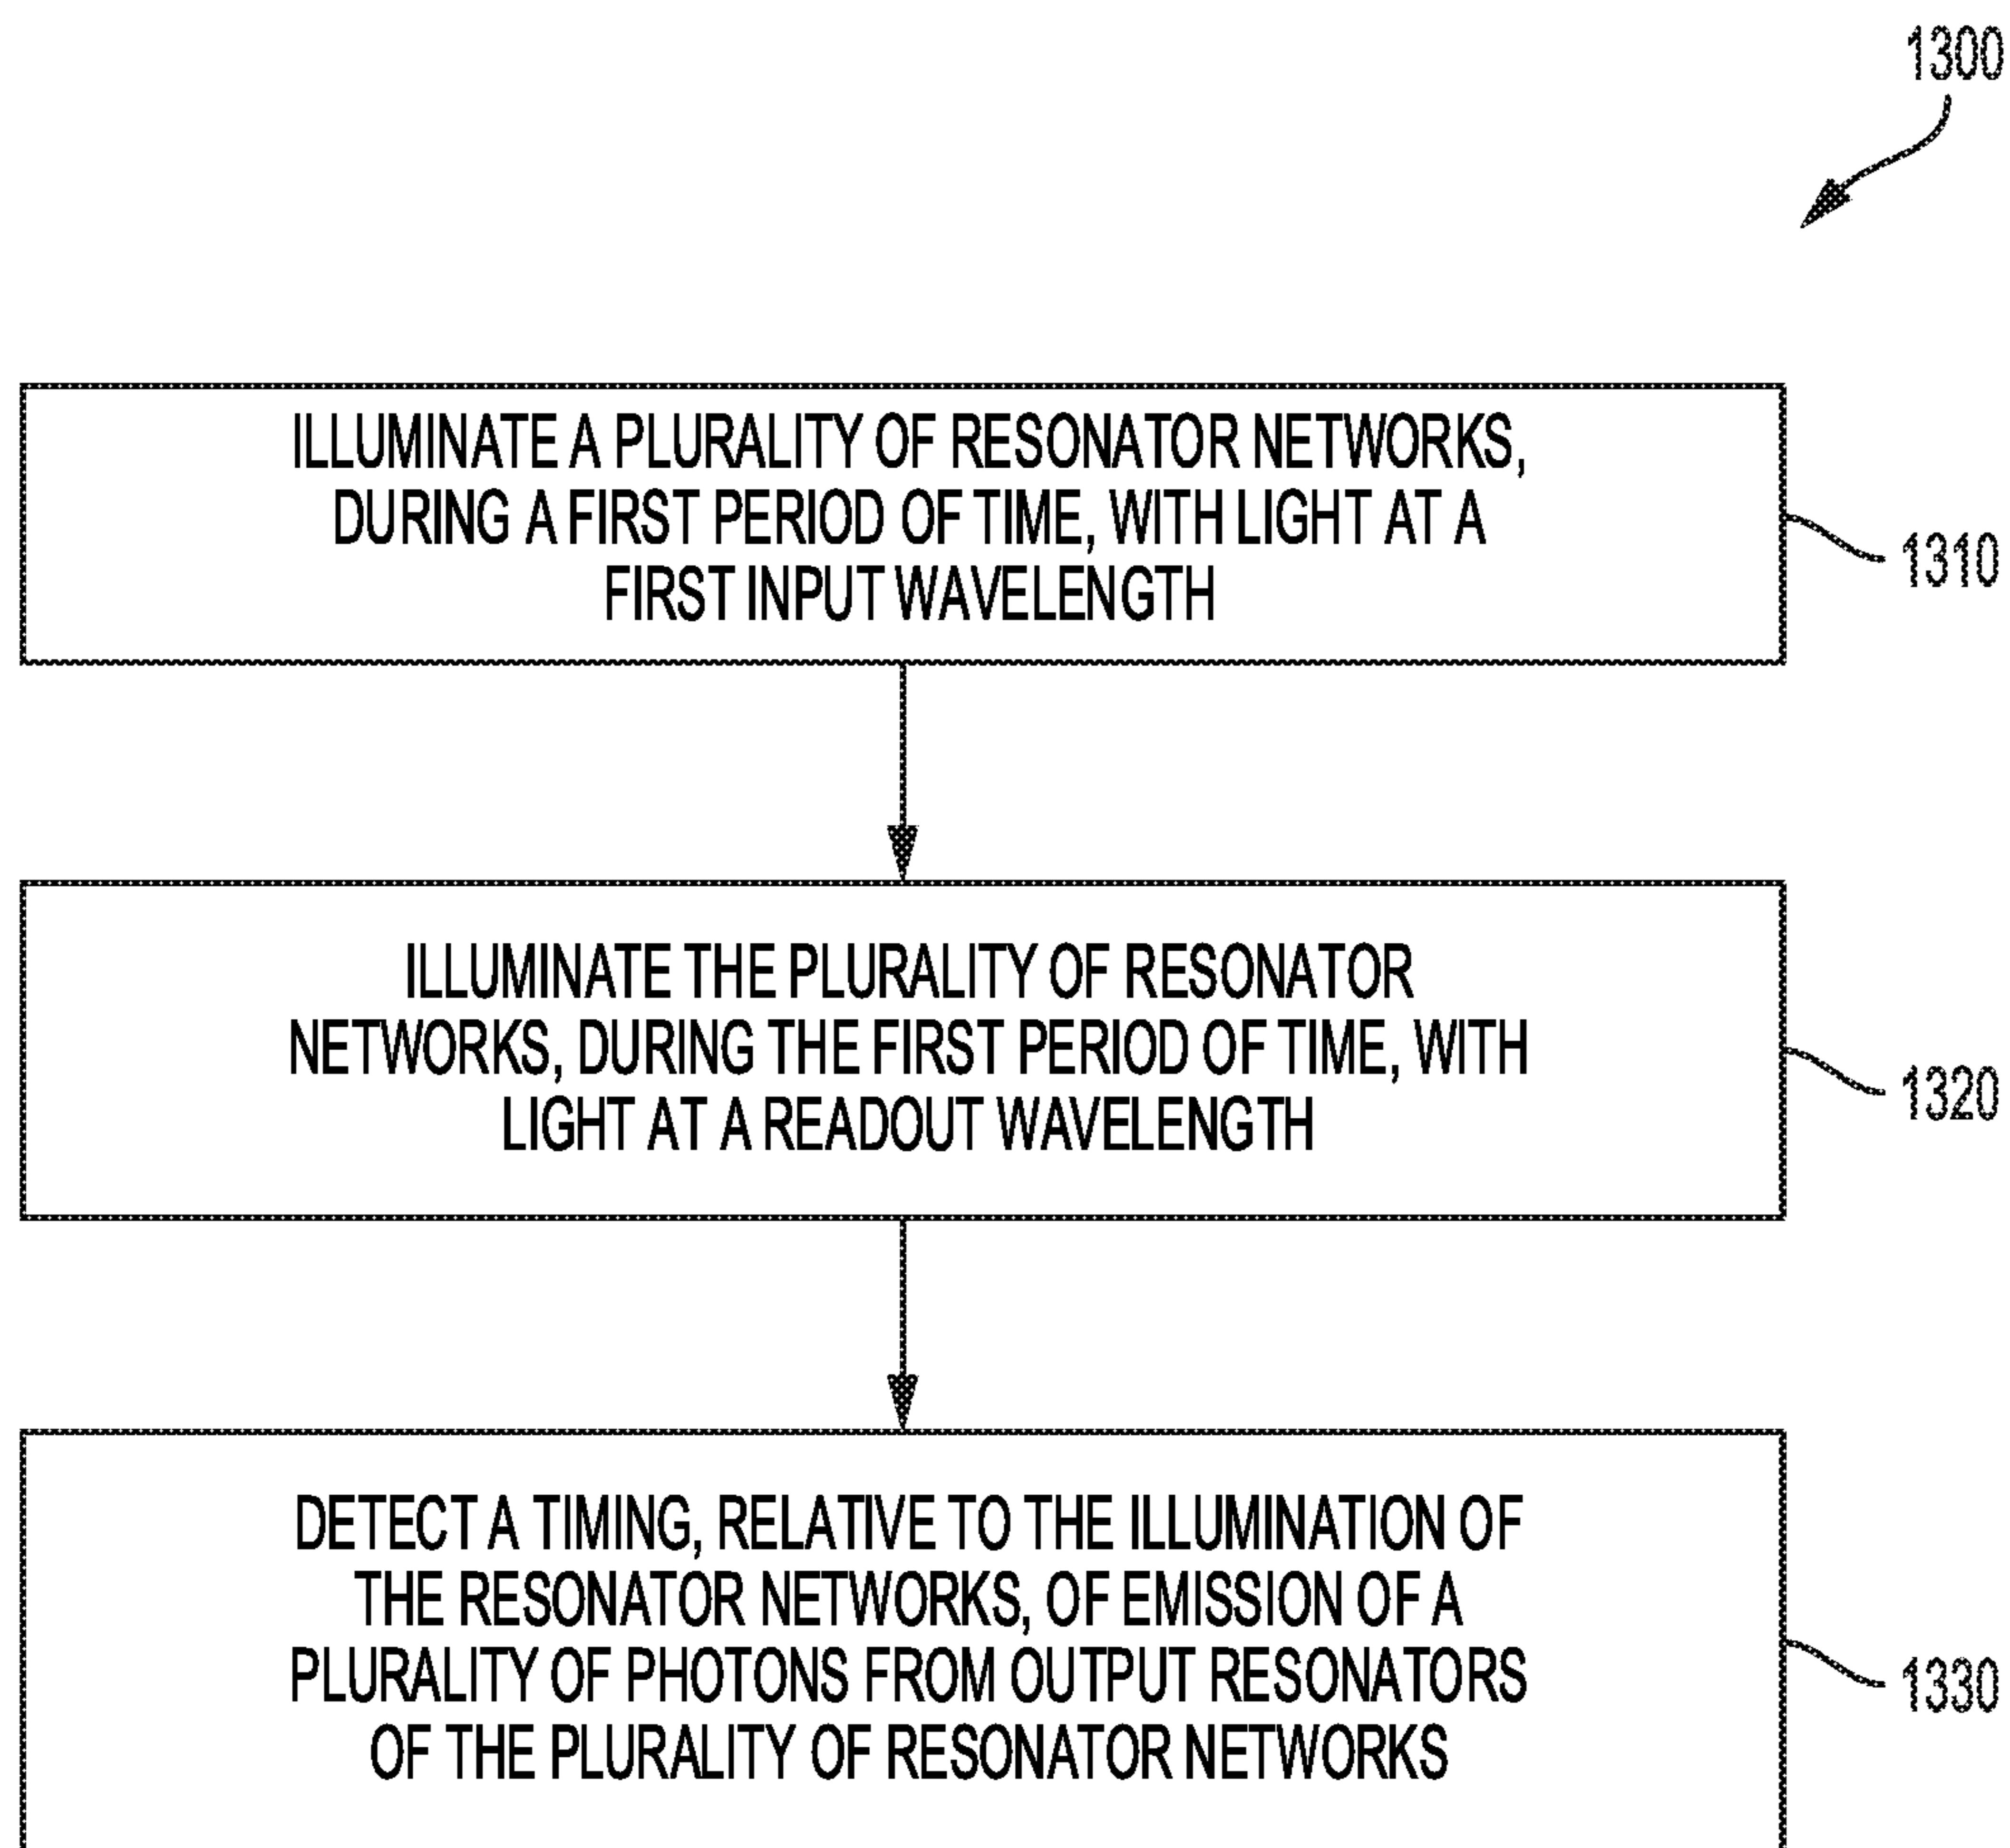 1300
ILLUMINATE A PLURALITY OF RESONATOR NETWORKS,
DURING A FIRST PERIOD OF TIME, WITH LIGHT AT A
FIRST INPUT WAVELENGTH
1310
ILLUMINATE THE PLURALITY OF RESONATOR
NETWORKS, DURING THE FIRST PERIOD OF TIME, WITH
LIGHT AT A READOUT WAVELENGTH
1320
DETECT A TIMING, RELATIVE TO THE ILLUMINATION OF
THE RESONATOR NETWORKS, OF EMISSION OF A
PLURALITY OF PHOTONS FROM OUTPUT RESONATORS
OF THE PLURALITY OF RESONATOR NETWORKS
1330